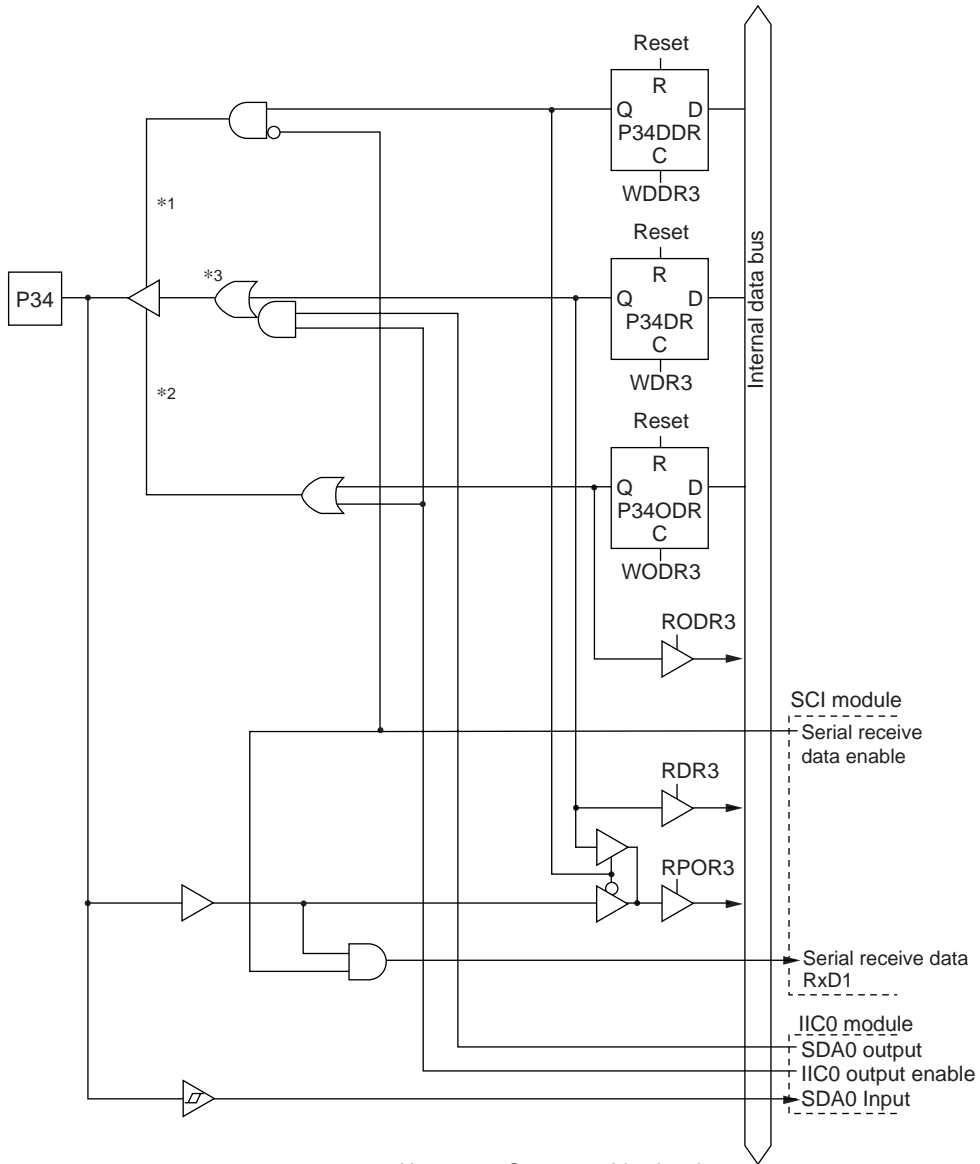 Reset
R
Q D
P34DDR
C
WDDR3
*1
Reset
R
*3
P34
Q D
P34DR
C
WDR3
Internal data bus
*2
Reset
R
Q D
P34ODR
C
WODR3
RODR3
SCI module
Serial receive
data enable
RDR3
RPOR3
Serial receive data
RxD1
IIC0 module
SDA0 output
IIC0 output enable
SDA0 Input